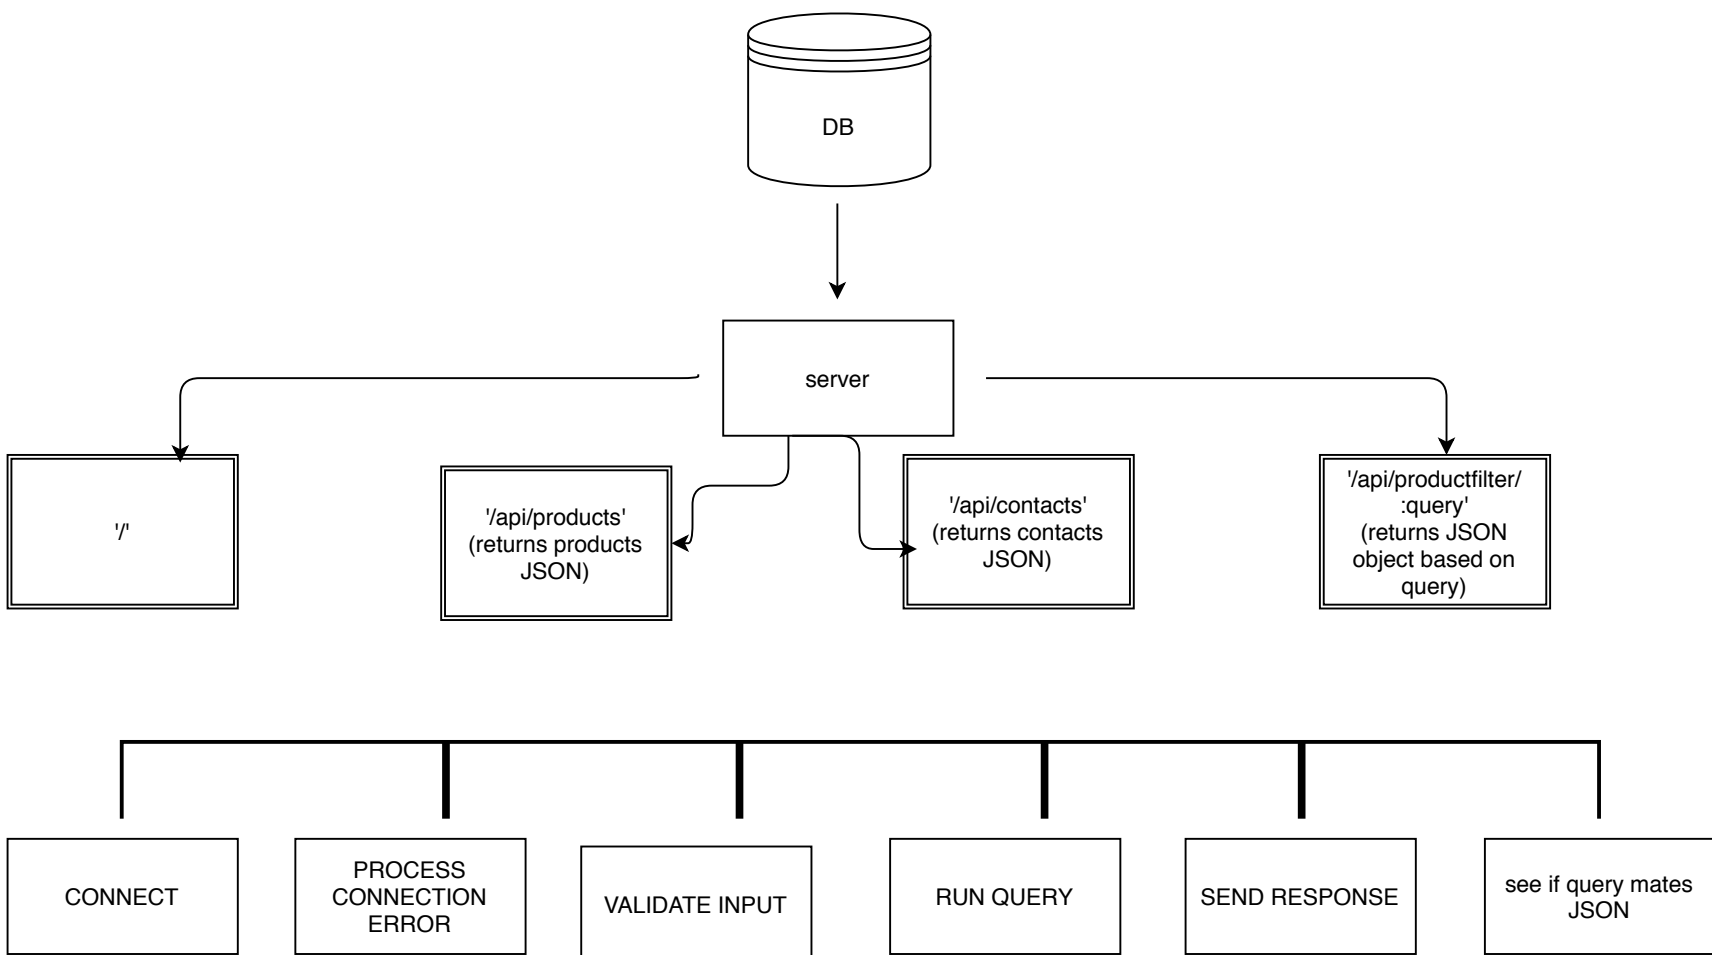 DB
server
'/'
'/api/products'
(returns products
JSON)
'/api/contacts'
(returns contacts
JSON)
'/api/productfilter/
:query'
(returns JSON
object based on
query)
CONNECT
PROCESS
CONNECTION
ERROR
VALIDATE INPUT
RUN QUERY
SEND RESPONSE
see if query mates
JSON